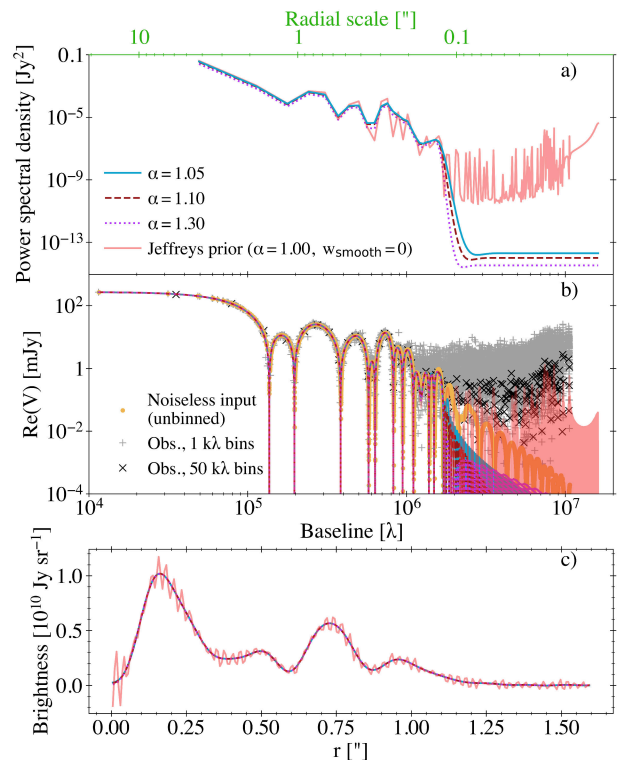 Radial scale ["]
10 1 0.1
a)
Power spectral density [Jy²]
0.1
10⁻⁵
10⁻⁹
10⁻¹³
α = 1.05
α = 1.10
α = 1.30
Jeffreys prior (α = 1.00, w_smooth = 0)
b)
Re(V) [mJy]
10²
1
10⁻²
10⁻⁴
Noiseless input
(unbinned)
Obs., 1 kλ bins
Obs., 50 kλ bins
10⁴ 10⁵ 10⁶ 10⁷
Baseline [λ]
c)
Brightness [10¹⁰ Jy sr⁻¹]
1.0
0.5
0.0
0.00 0.25 0.50 0.75 1.00 1.25 1.50
r ["]